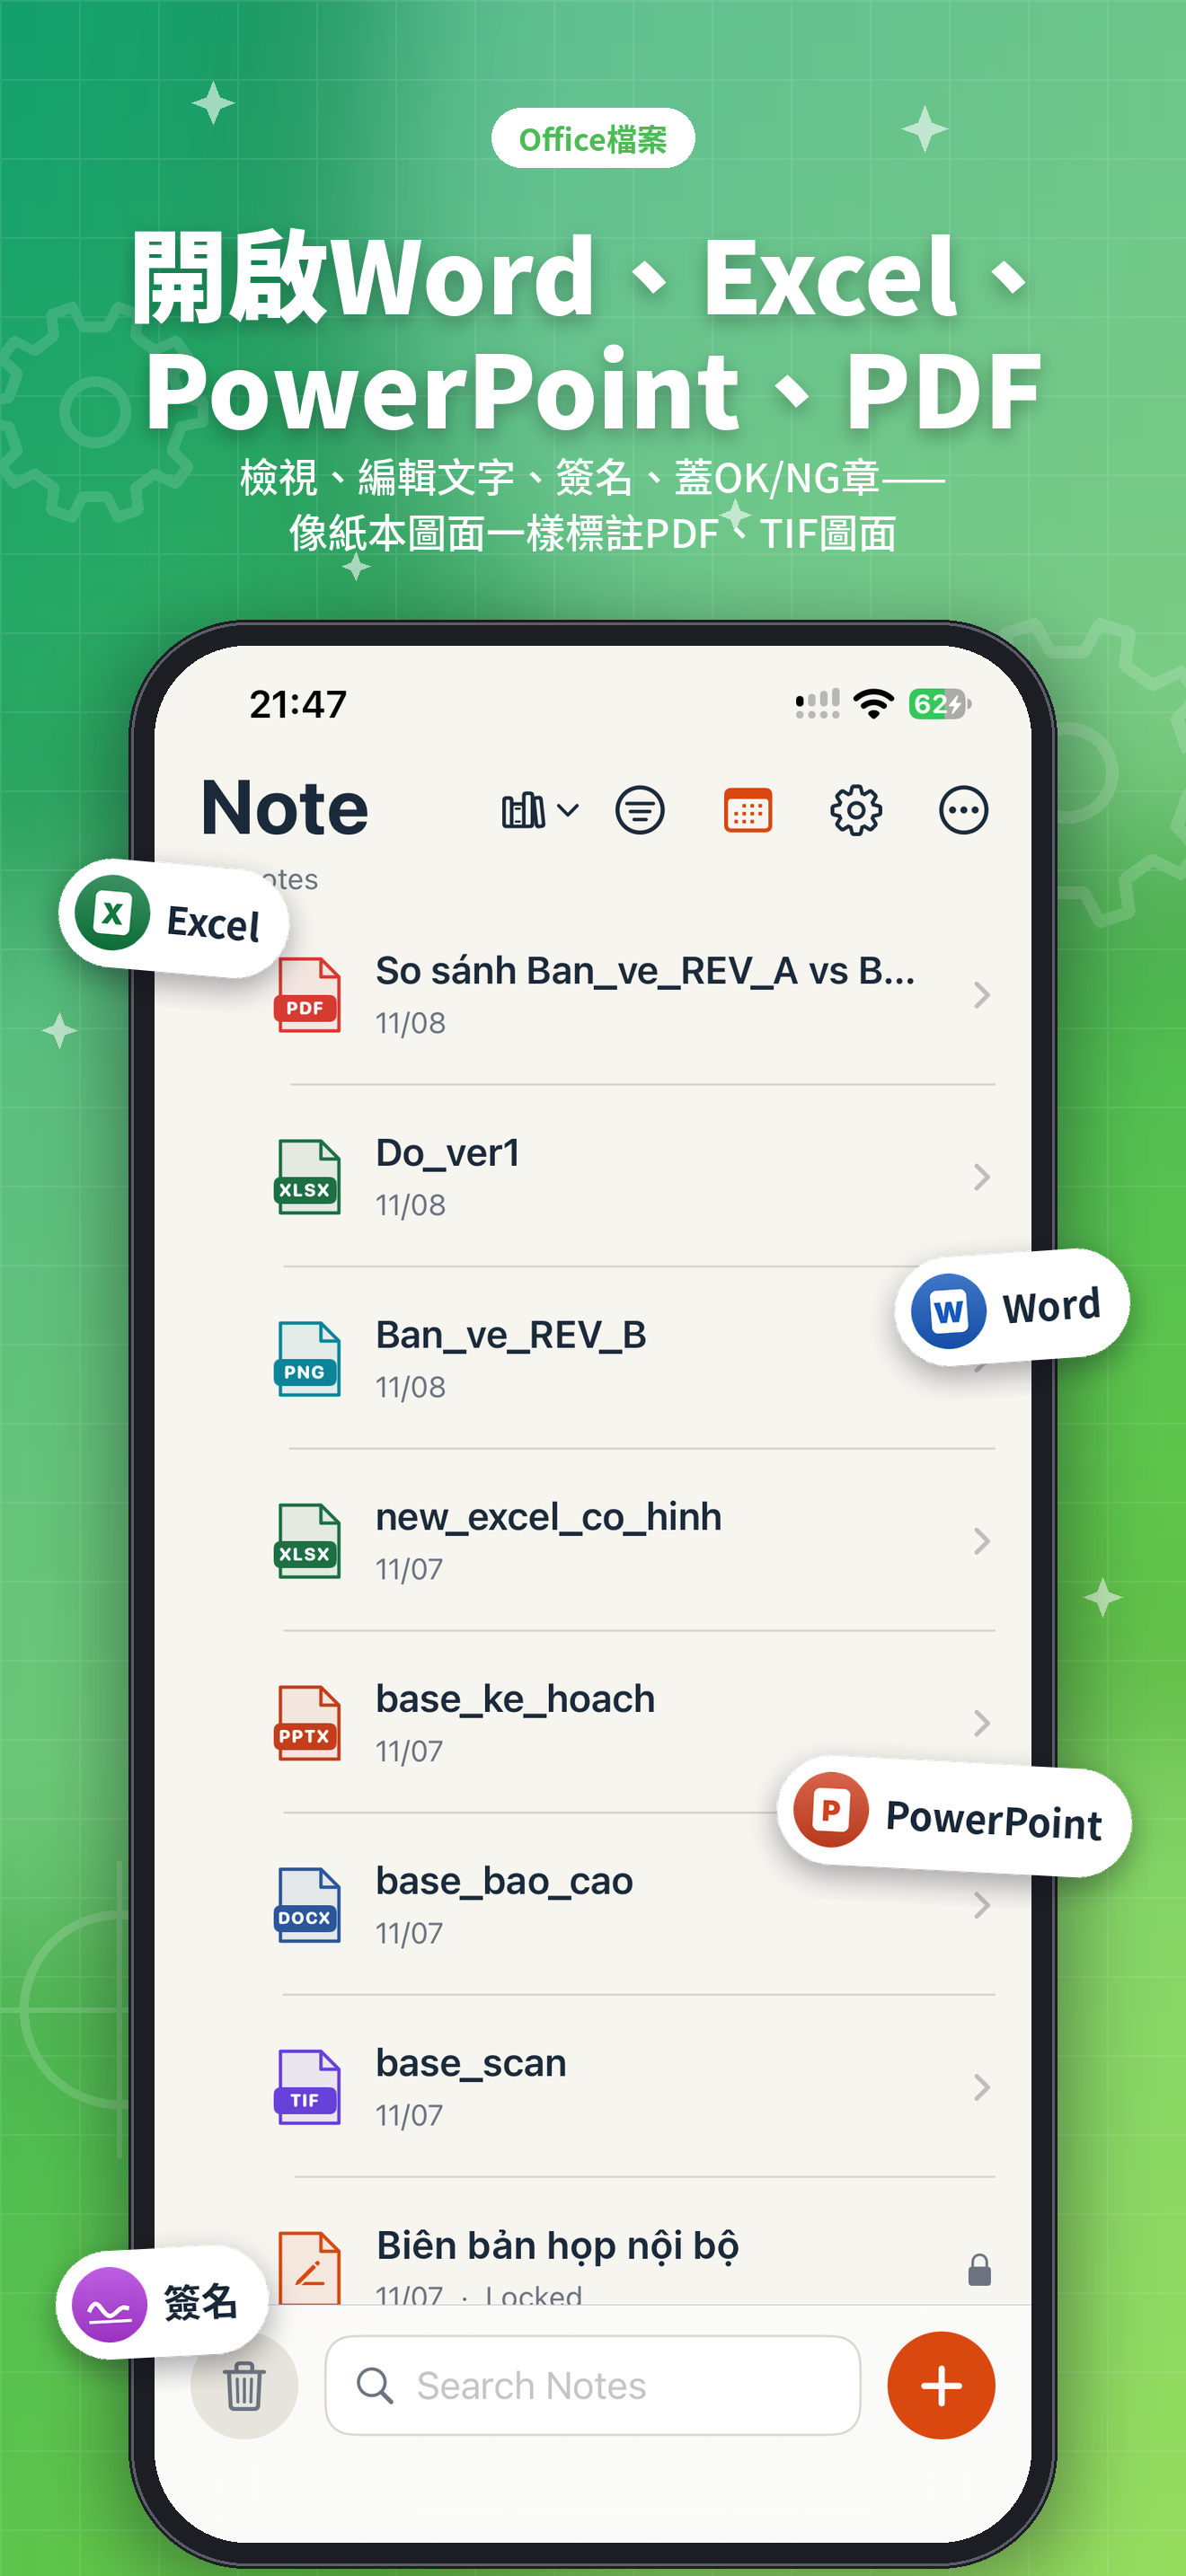 Office檔案
開啟Word、Excel、
PowerPoint、PDF
檢視、編輯文字、簽名、蓋OK/NG章——
像紙本圖面一樣標註PDF、TIF圖面
21:47
62
Note
otes
Excel
PDF
So sánh Ban_ve_REV_A vs B...
11/08
XLSX
Do_ver1
11/08
Word
PNG
Ban_ve_REV_B
11/08
XLSX
new_excel_co_hinh
11/07
PPTX
base_ke_hoach
11/07
PowerPoint
DOCX
base_bao_cao
11/07
TIF
base_scan
11/07
Biên bản họp nội bộ
11/07 · Locked
簽名
Search Notes